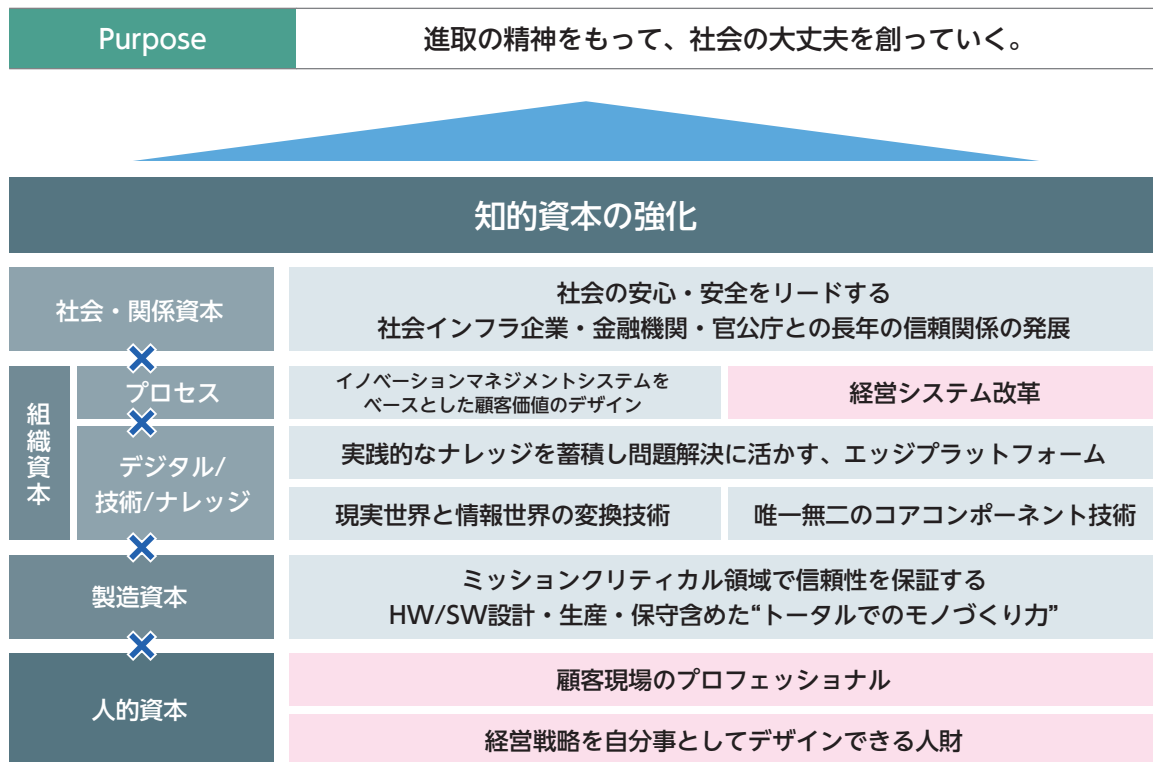 Purpose
進取の精神をもって、社会の大丈夫を創っていく。
知的資本の強化
社会・関係資本
社会の安心・安全をリードする
社会インフラ企業・金融機関・官公庁との長年の信頼関係の発展
組織資本
プロセス
イノベーションマネジメントシステムを
ベースとした顧客価値のデザイン
経営システム改革
デジタル/
技術/ナレッジ
実践的なナレッジを蓄積し問題解決に活かす、エッジプラットフォーム
現実世界と情報世界の変換技術
唯一無二のコアコンポーネント技術
製造資本
ミッションクリティカル領域で信頼性を保証する
HW/SW設計・生産・保守含めた“トータルでのモノづくり力”
人的資本
顧客現場のプロフェッショナル
経営戦略を自分事としてデザインできる人財